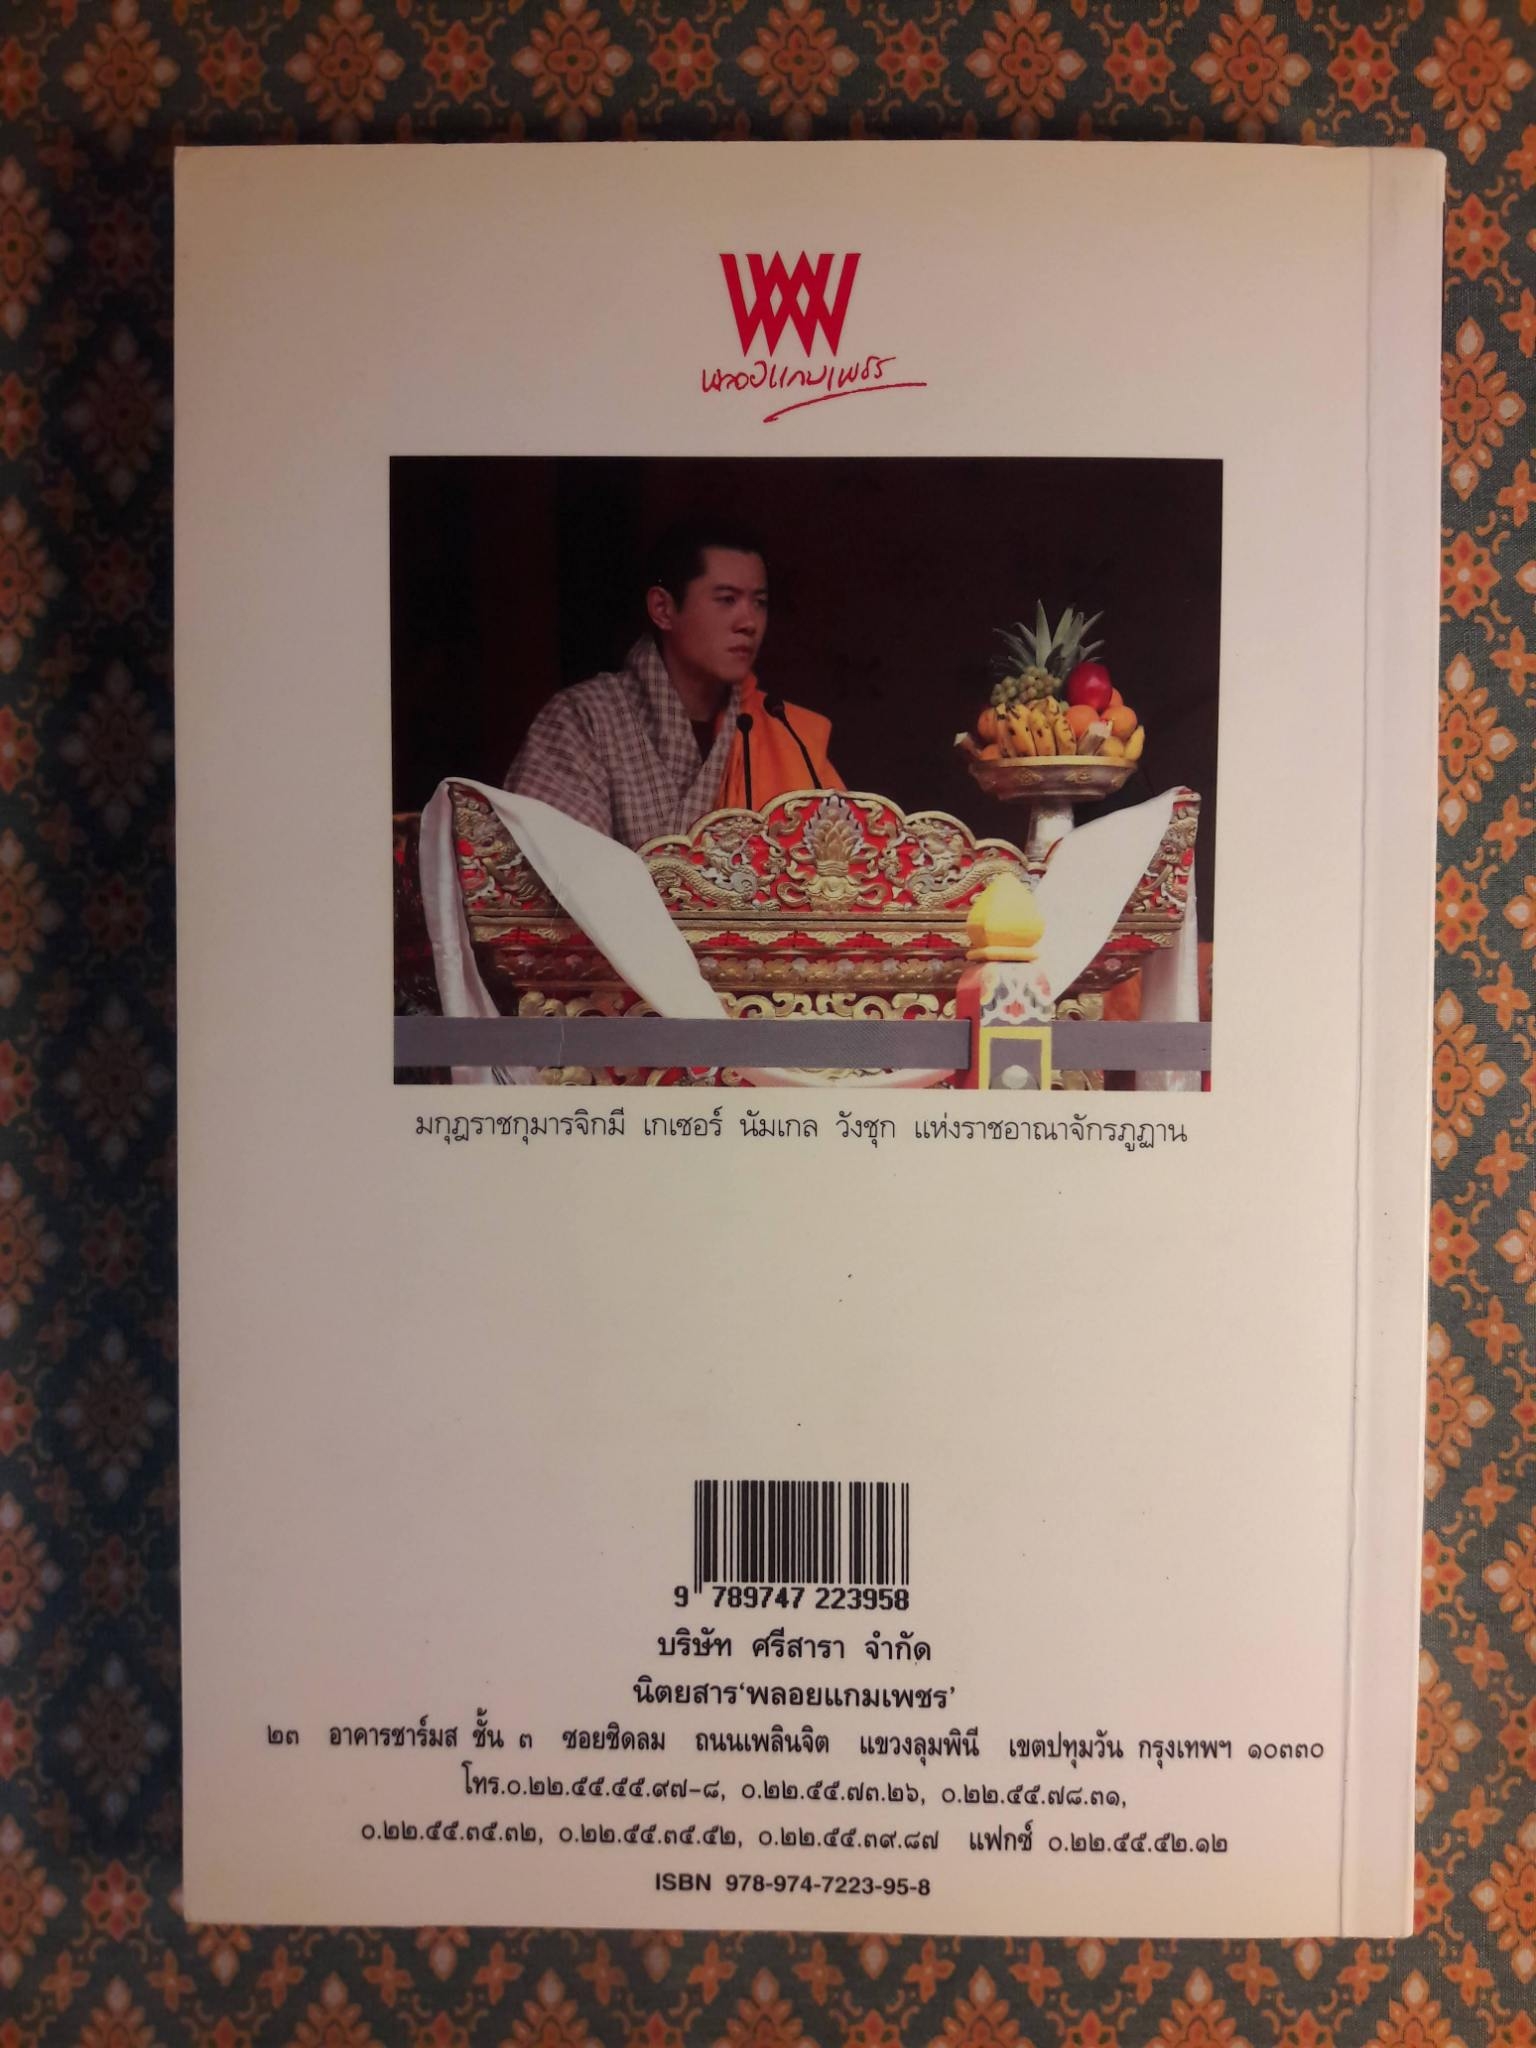 พลอยแกมเพชร
มกุฎราชกุมารจิกมี เกเซอร์ นัมเกล วังชุก แห่งราชอาณาจักรภูฏาน
9 789747 223958
บริษัท ศรีสารา จำกัด
นิตยสาร‘พลอยแกมเพชร’
๒๓ อาคารชาร์มส ชั้น ๓ ซอยชิดลม ถนนเพลินจิต แขวงลุมพินี เขตปทุมวัน กรุงเทพฯ ๑๐๓๓๐
โทร.๐.๒๒.๕๕.๕๕.๙๗-๘, ๐.๒๒.๕๕.๗๓.๒๖, ๐.๒๒.๕๕.๗๘.๓๑,
๐.๒๒.๕๕.๓๕.๓๒, ๐.๒๒.๕๕.๓๕.๕๒, ๐.๒๒.๕๕.๓๙.๘๗ แฟกซ์ ๐.๒๒.๕๕.๕๒.๑๒
ISBN 978-974-7223-95-8